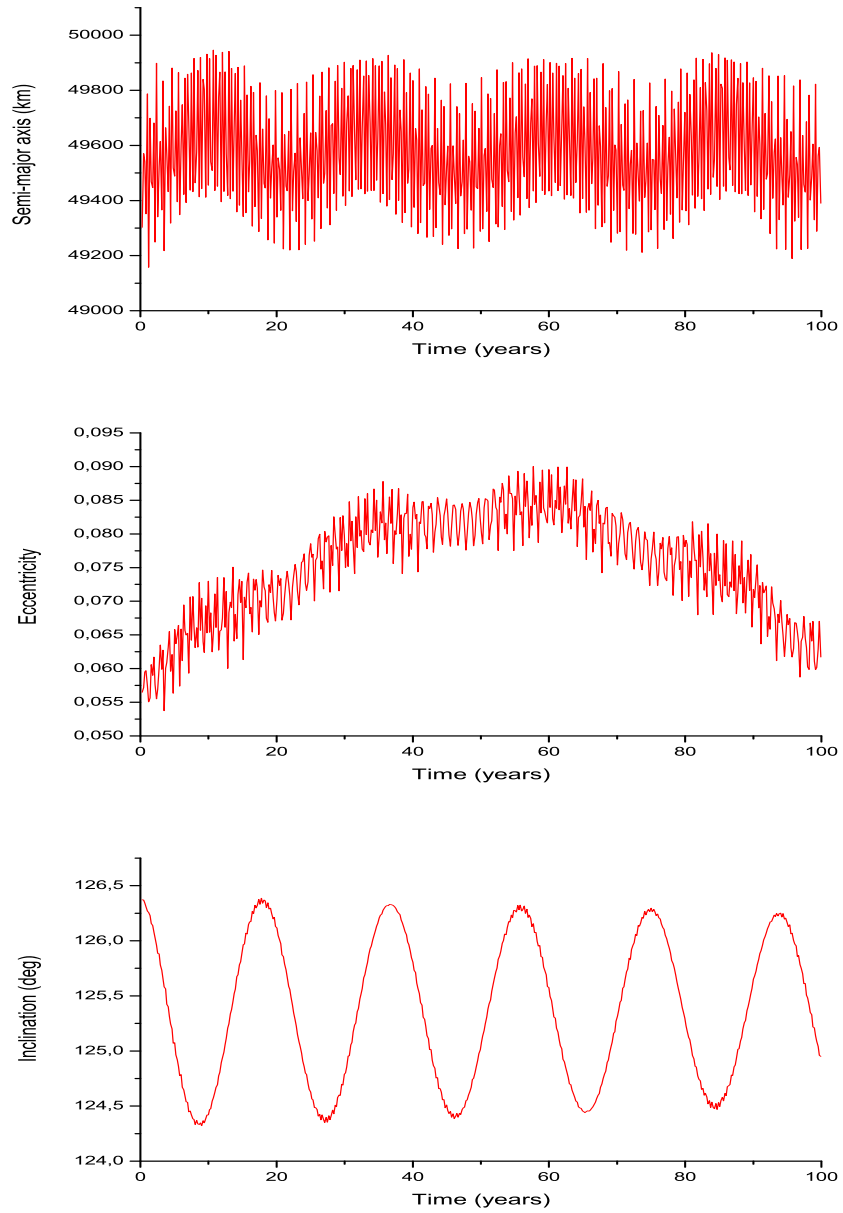 Semi-major axis (km)
50000
49800
49600
49400
49200
49000
0 20 40 60 80 100
Time (years)
Eccentricity
0,095
0,090
0,085
0,080
0,075
0,070
0,065
0,060
0,055
0,050
0 20 40 60 80 100
Time (years)
Inclination (deg)
126,5
126,0
125,5
125,0
124,5
124,0
0 20 40 60 80 100
Time (years)